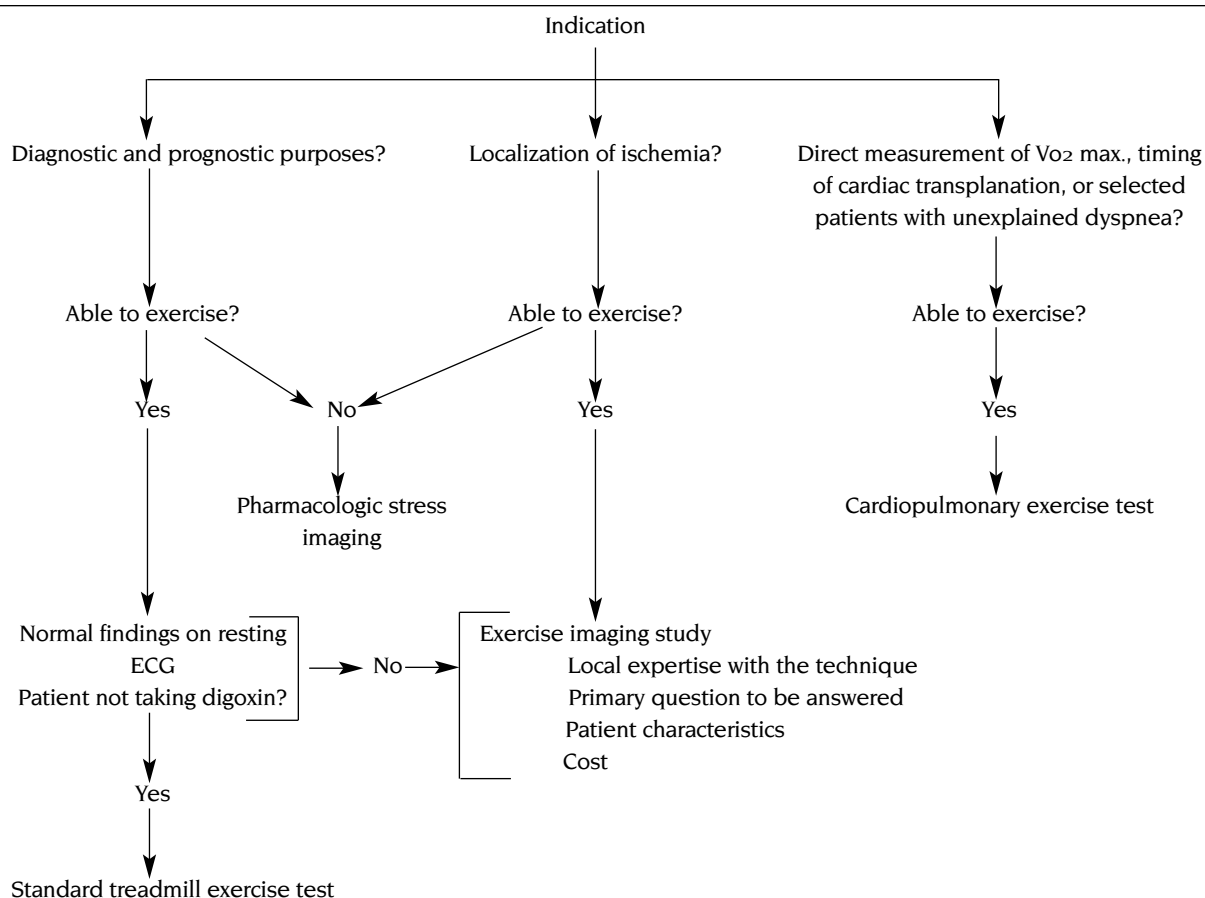 Indication
Diagnostic and prognostic purposes?
Localization of ischemia?
Direct measurement of Vo2 max., timing
of cardiac transplanation, or selected
patients with unexplained dyspnea?
Able to exercise?
Able to exercise?
Able to exercise?
Yes
No
Yes
Yes
Pharmacologic stress
imaging
Cardiopulmonary exercise test
Normal findings on resting
ECG
Patient not taking digoxin?
No
Exercise imaging study
Local expertise with the technique
Primary question to be answered
Patient characteristics
Cost
Yes
Standard treadmill exercise test